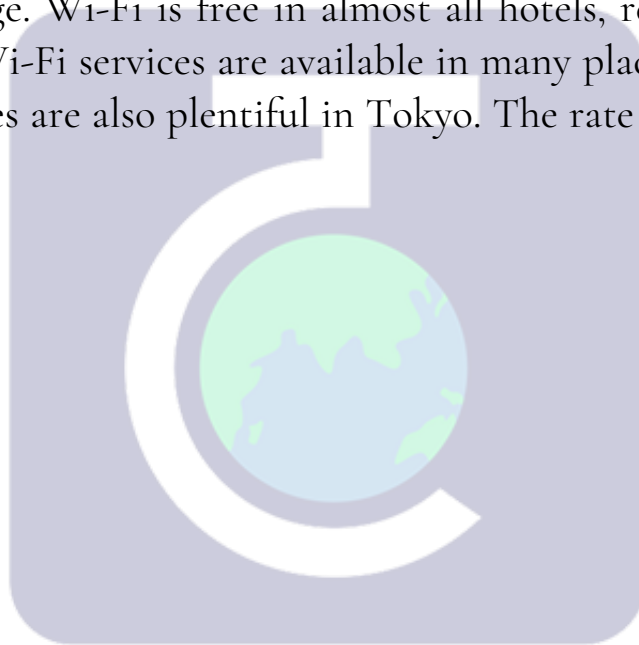 ge. Wi-Fi is free in almost all hotels, re
Wi-Fi services are available in many plac
es are also plentiful in Tokyo. The rate